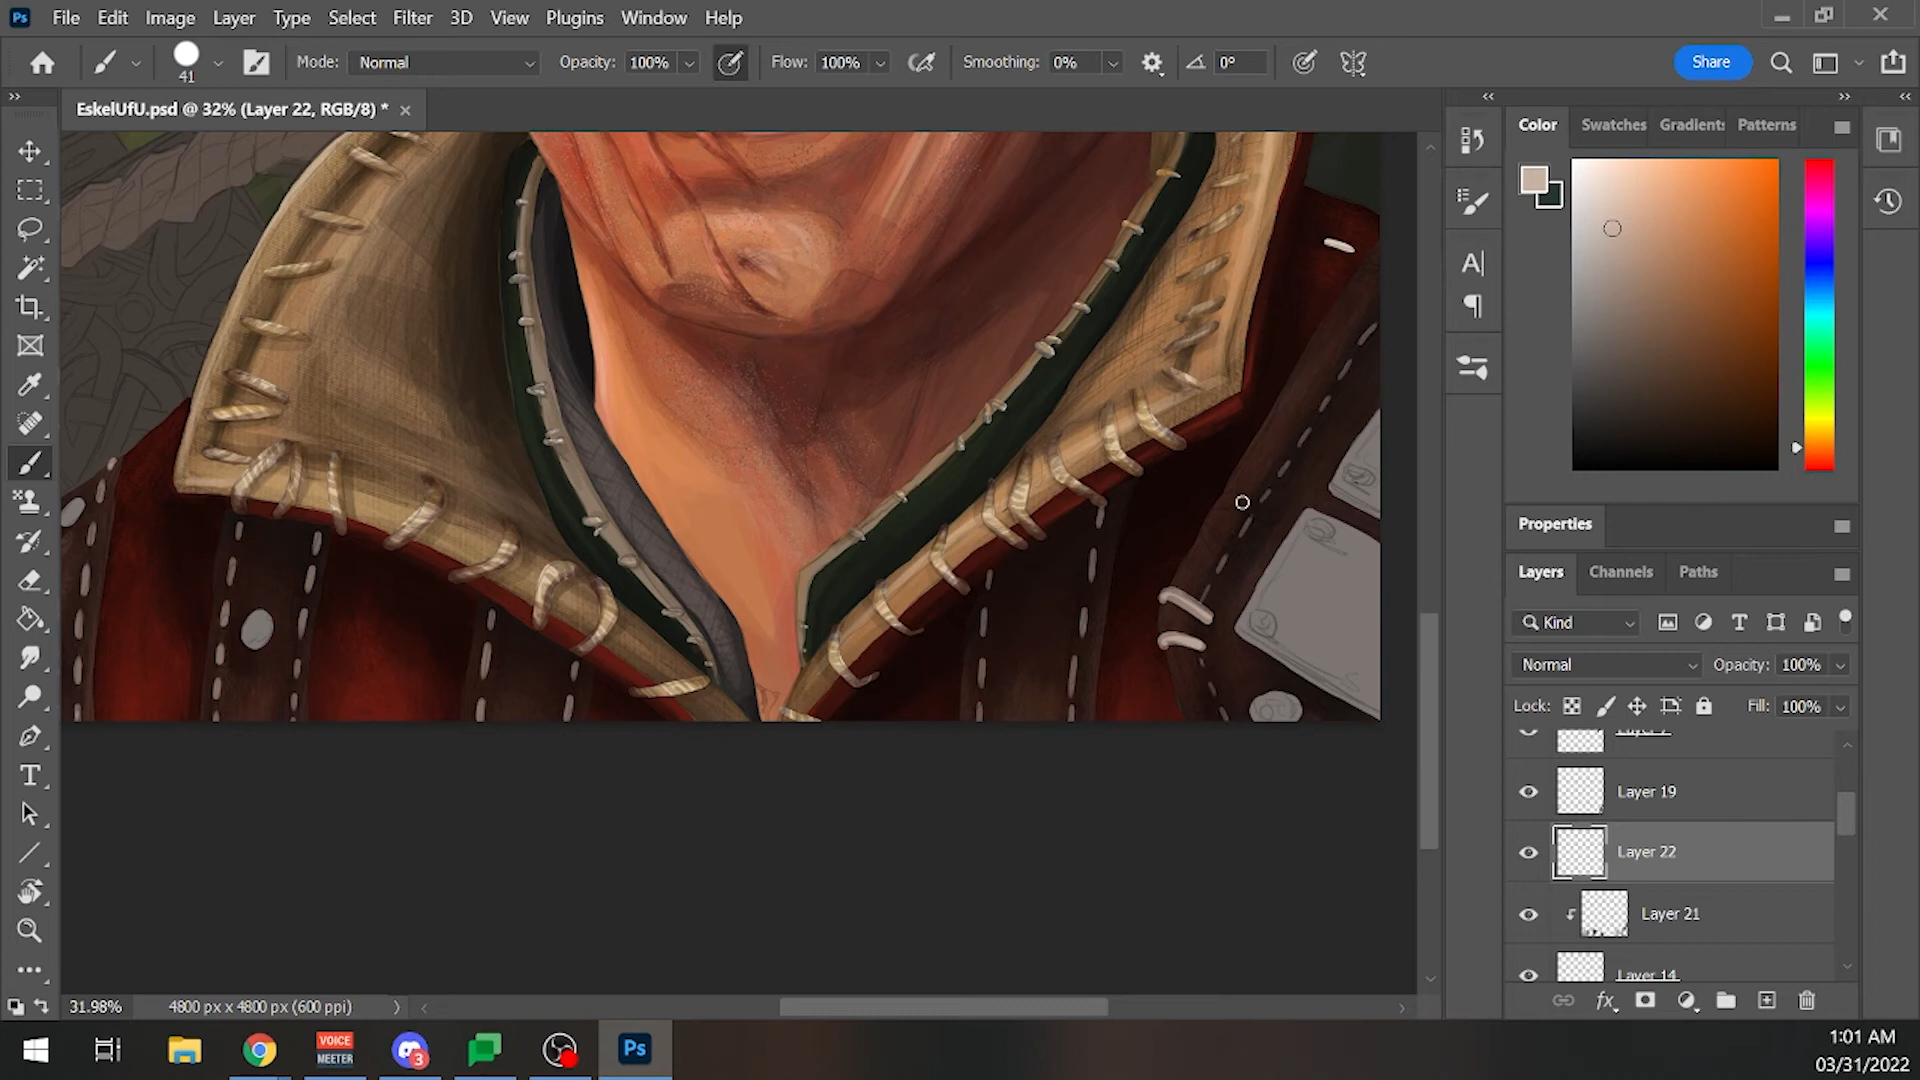 Ps File Edit Image Layer Type Select Filter 3D View Plugins Window Help
41 Mode: Normal Opacity: 100% Flow: 100% Smoothing: 0% 0° Share
EskelUfU.psd @ 32% (Layer 22, RGB/8) *
Color Swatches Gradients Patterns
Properties
Layers Channels Paths
Kind
Normal Opacity: 100%
Lock: Fill: 100%
Layer 19
Layer 22
Layer 21
Layer 14
31.98% 4800 px x 4800 px (600 ppi)
fx
VOICE
MEETER
3
Ps
1:01 AM
03/31/2022